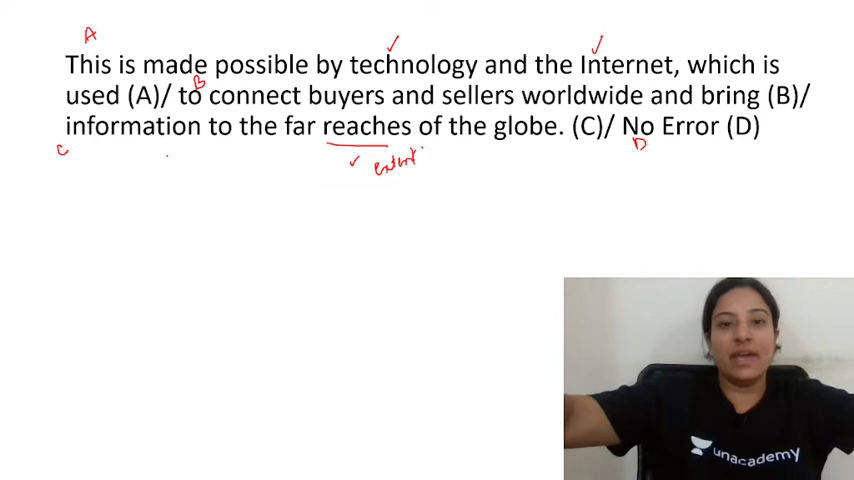 A
This is made possible by technology and the Internet, which is
B
used (A)/ to connect buyers and sellers worldwide and bring (B)/
information to the far reaches of the globe. (C)/ No Error (D)
C
D
extent
unacademy